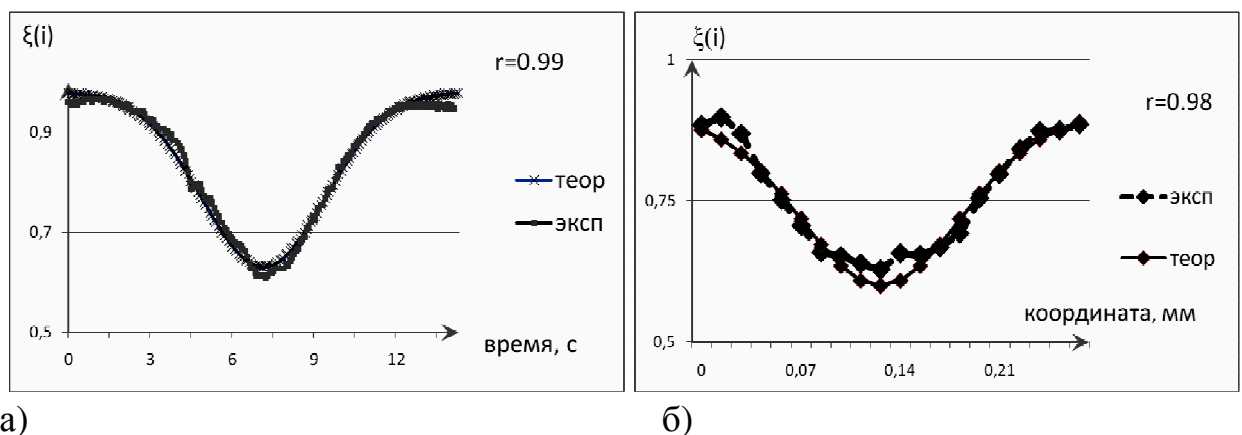 ξ(i)
r=0.99
0,9
0,7
0,5
теор
эксп
0 3 6 9 12
время, с
а)
ξ(i)
1
r=0.98
0,75
эксп
теор
координата, мм
0,5
0 0,07 0,14 0,21
б)